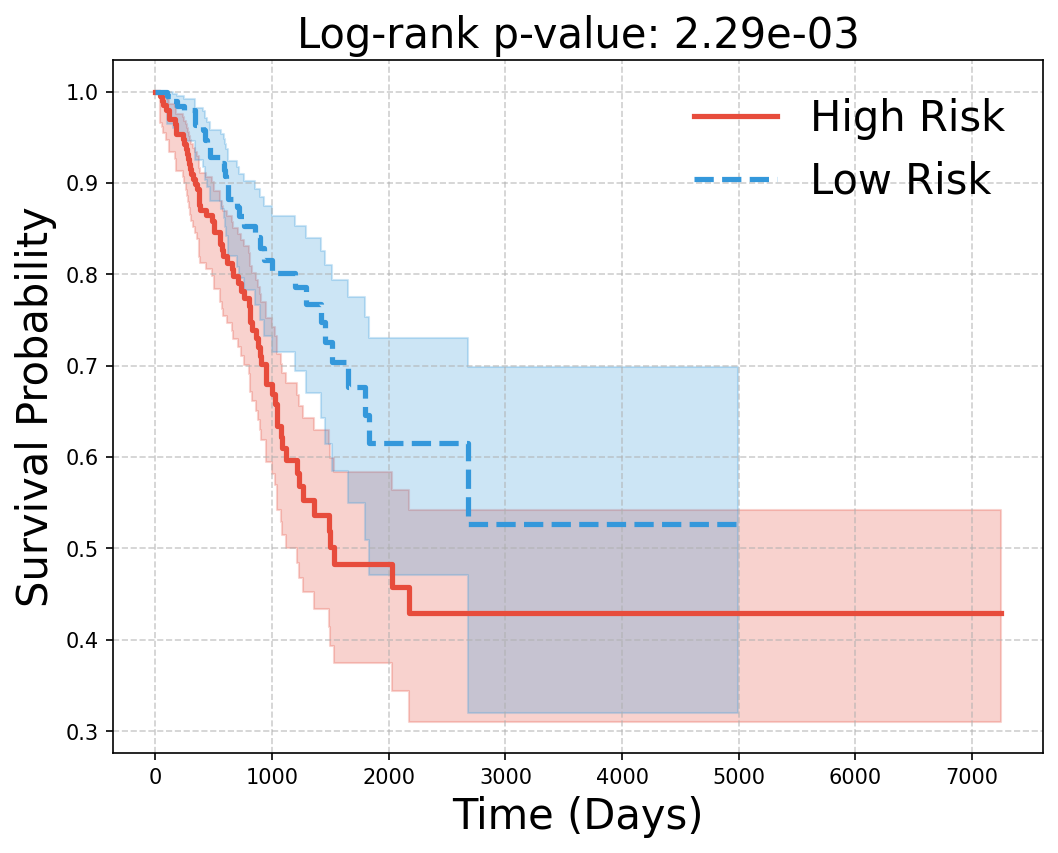 Log-rank p-value: 2.29e-03
High Risk
Low Risk
Survival Probability
1.0
0.9
0.8
0.7
0.6
0.5
0.4
0.3
0 1000 2000 3000 4000 5000 6000 7000
Time (Days)